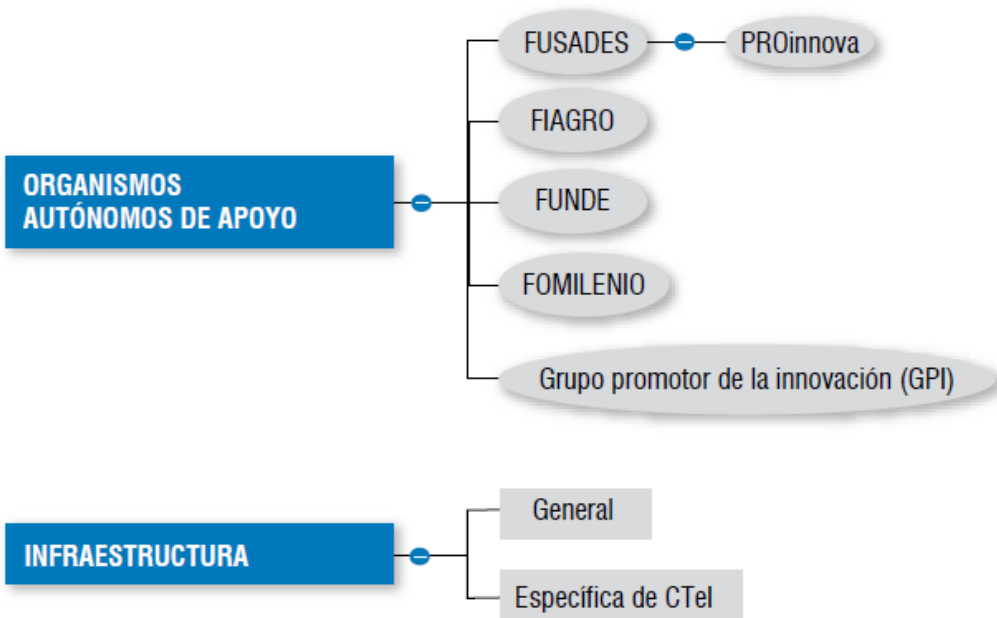 FUSADES
PROinnova
FIAGRO
ORGANISMOS
AUTÓNOMOS DE APOYO
FUNDE
FOMILENIO
Grupo promotor de la innovación (GPI)
General
INFRAESTRUCTURA
Específica de CTeI